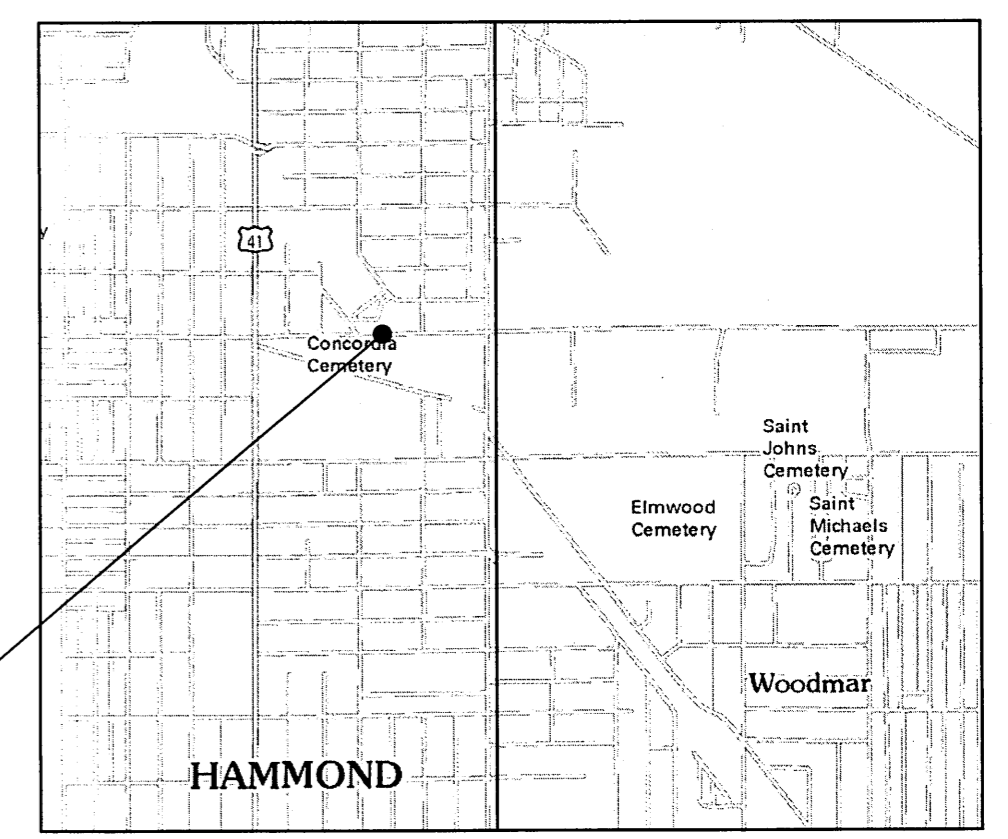 y
41
Concordia
Cemetery
Saint
Johns
Cemetery
Elmwood
Cemetery
Saint
Michaels
Cemetery
Woodmar
HAMMOND